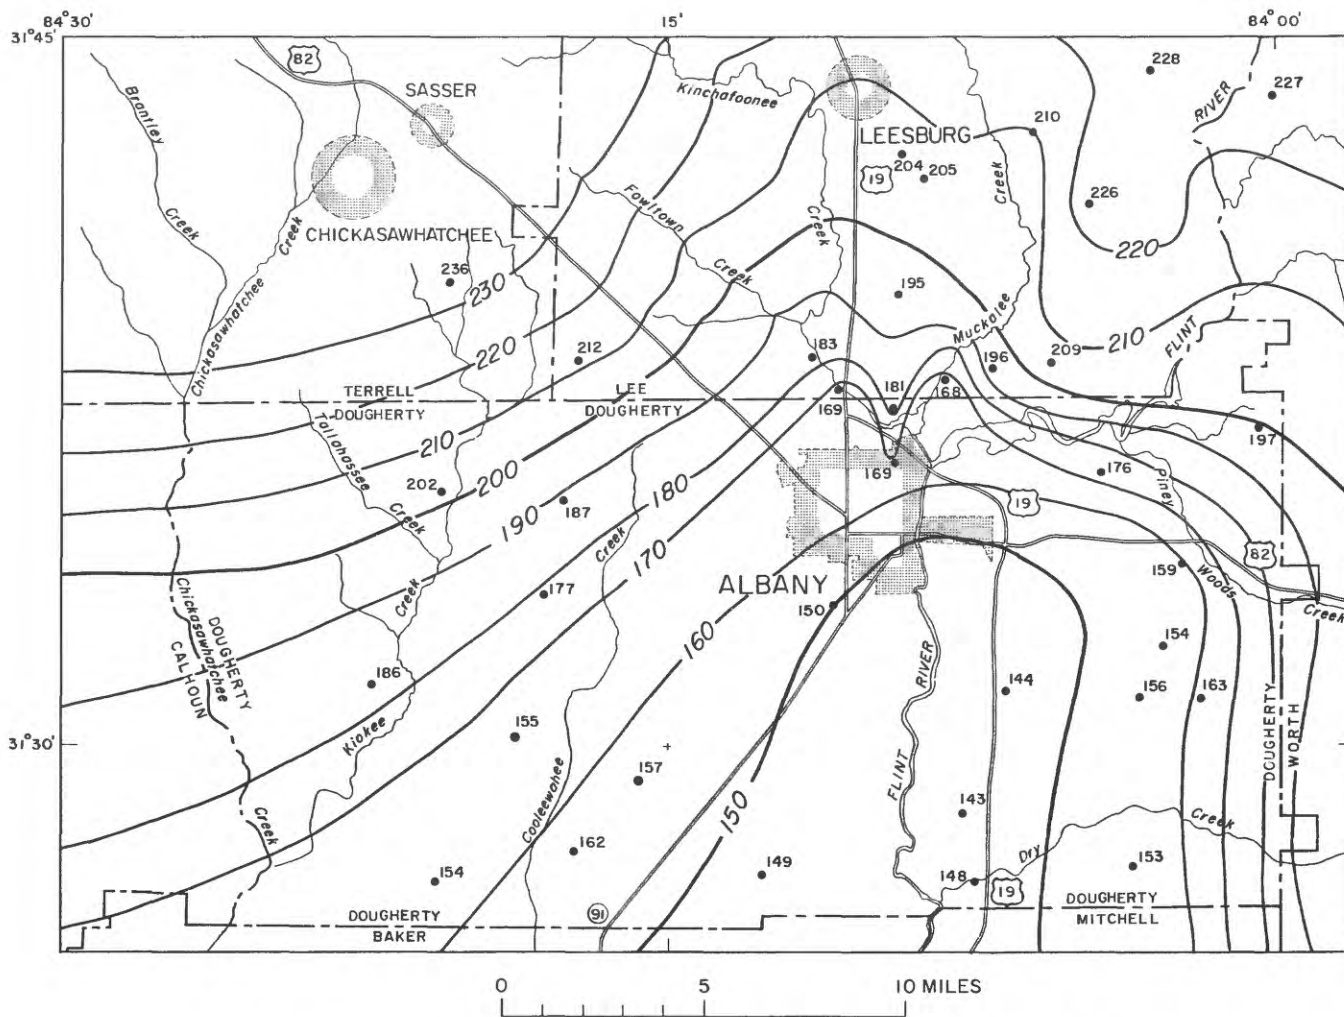 84°30'
15'
84°00'
31°45'
82
SASSER
Kinchafoonee
228
227
RIVER
Brantley
Creek
210
LEESBURG
204
205
19
Creek
Fowltown
Creek
Creek
226
CHICKASAWHATCHEE
Chickasawhatchee Creek
220
236
230
195
Muckalee
FLINT
210
220
212
183
196
209
TERRELL
DOUGHERTY
LEE
DOUGHERTY
169
181
168
Tallahassee
Creek
210
200
197
202
190
187
180
169
176
Piney
Woods
Creek
19
170
Creek
82
159
ALBANY
177
150
160
Creek
Chickasawhatchee
Creek
DOUGHERTY
CALHOUN
186
Kiokee
RIVER
154
144
156
163
DOUGHERTY
WORTH
31°30'
155
157
Cooleewahee
FLINT
150
143
Dry
Creek
162
154
149
148
19
153
91
DOUGHERTY
BAKER
DOUGHERTY
MITCHELL
0 5 10 MILES